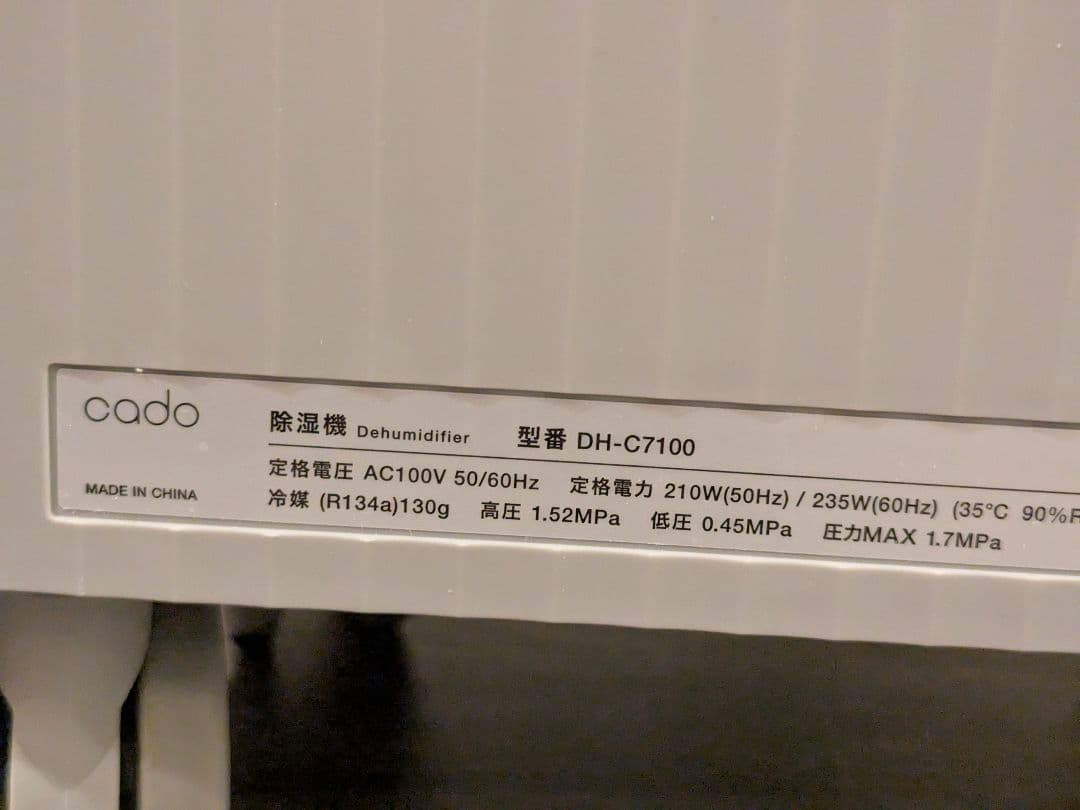 cado
除湿機 Dehumidifier 型番 DH-C7100
定格電圧 AC100V 50/60Hz 定格電力 210W(50Hz) / 235W(60Hz) (35℃ 90%R
冷媒 (R134a)130g 高圧 1.52MPa 低圧 0.45MPa 圧力MAX 1.7MPa
MADE IN CHINA